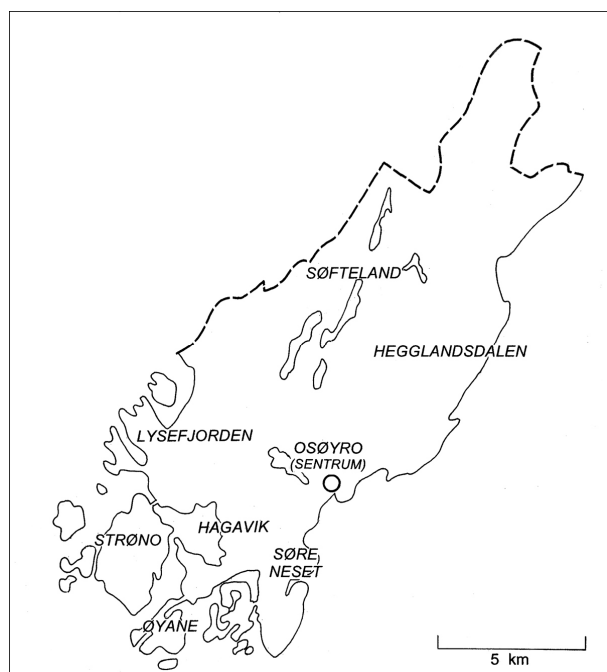 SØFTELAND
HEGGLANDSDALEN
LYSEFJORDEN
OSØYRO
(SENTRUM)
HAGAVIK
STRØNO
SØRE
NESET
ØYANE
5 km